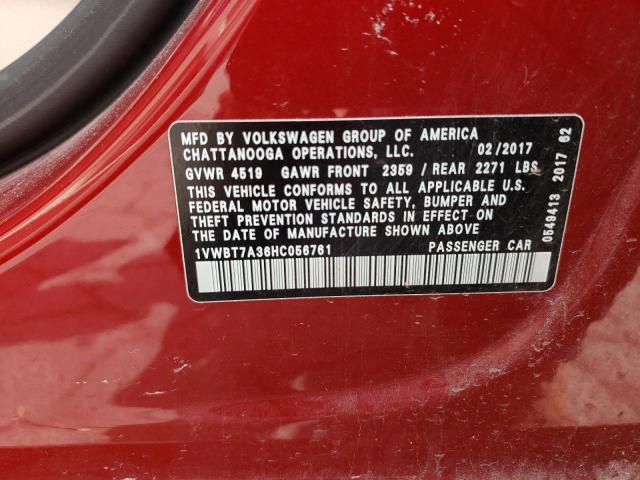 MFD BY VOLKSWAGEN GROUP OF AMERICA
CHATTANOOGA OPERATIONS, LLC. 02/2017
GVWR 4519 GAWR FRONT 2359 / REAR 2271 LBS
THIS VEHICLE CONFORMS TO ALL APPLICABLE U.S.
FEDERAL MOTOR VEHICLE SAFETY, BUMPER AND
THEFT PREVENTION STANDARDS IN EFFECT ON
THE DATE OF MANUFACTURE SHOWN ABOVE
1VWBT7A36HC056761 PASSENGER CAR
0549413 2017 62